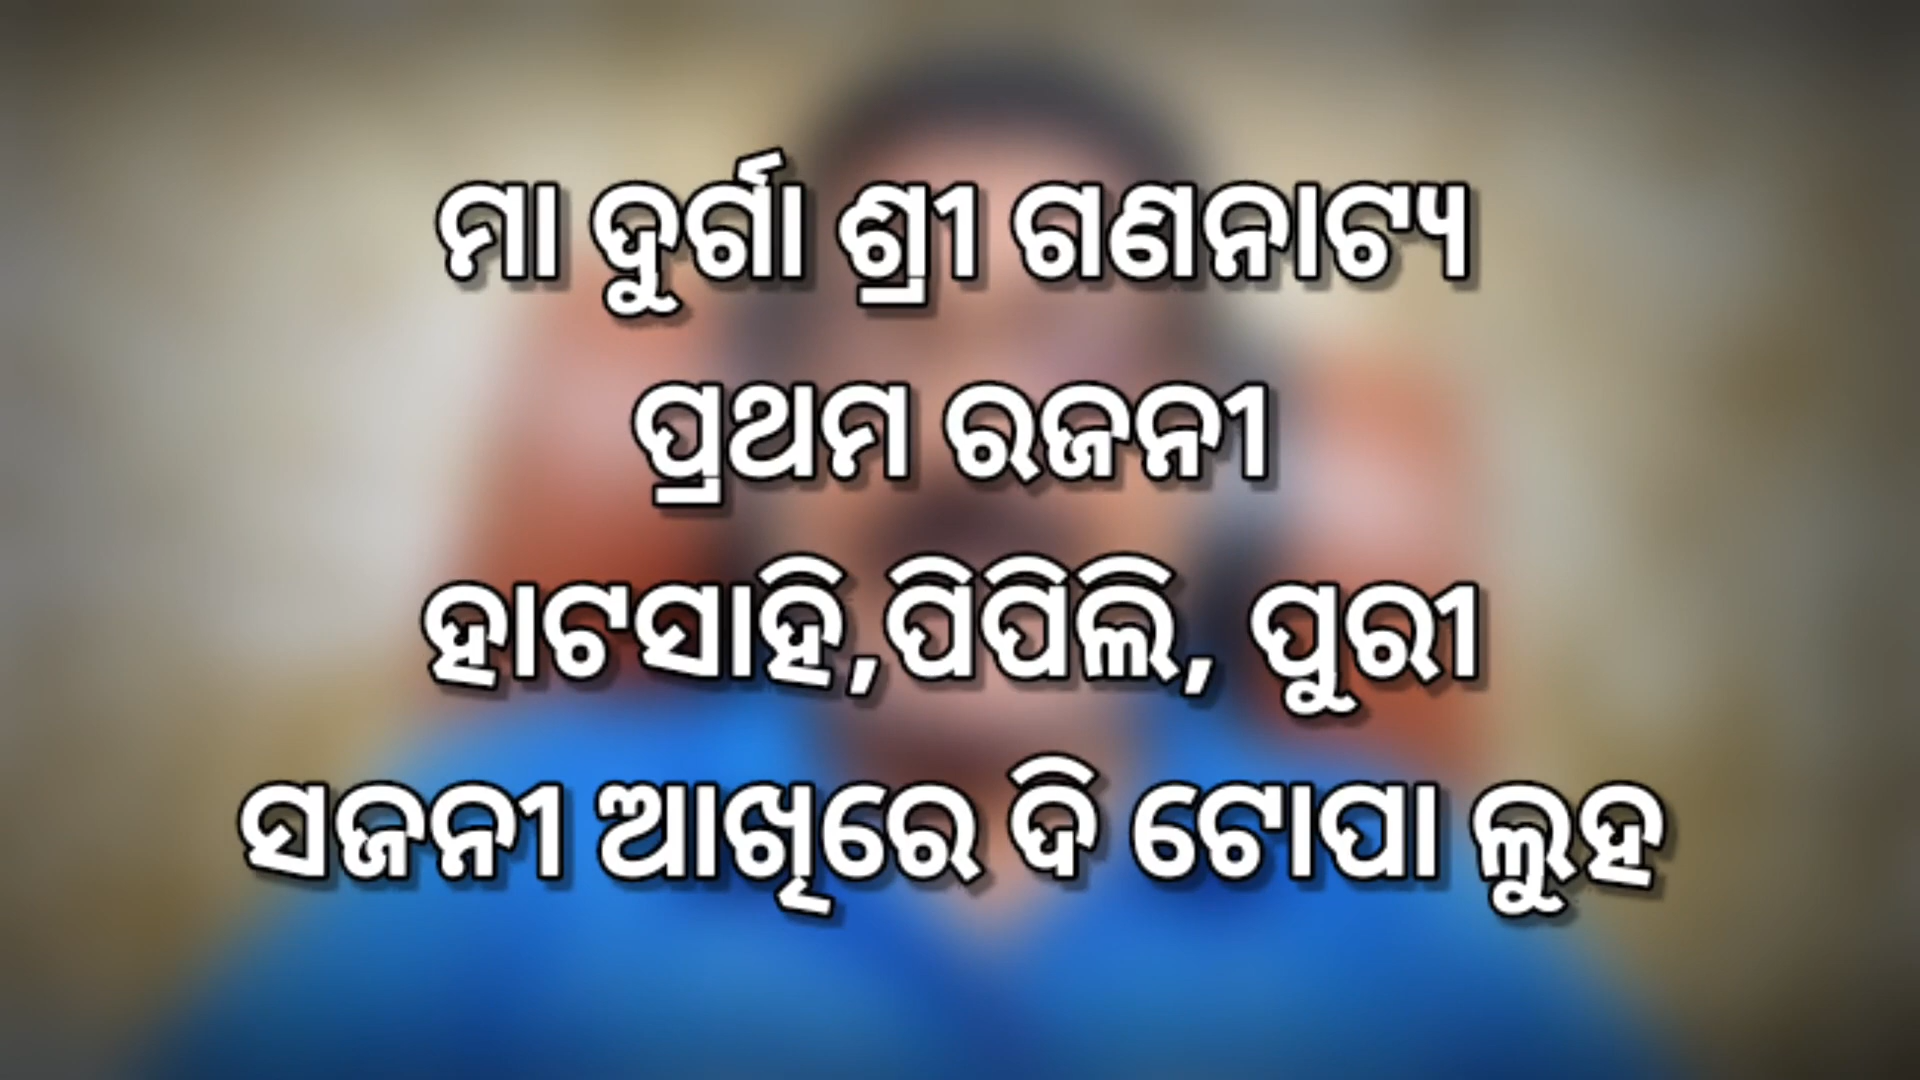 ମା ଦୁର୍ଗା ଶ୍ରୀ ଗଣନାଟ୍ୟ
ପ୍ରଥମ ରଜନୀ
ହାଟସାହି,ପିପିଲି, ପୁରୀ
ସଜନୀ ଆଖିରେ ଦି ଟୋପା ଲୁହ